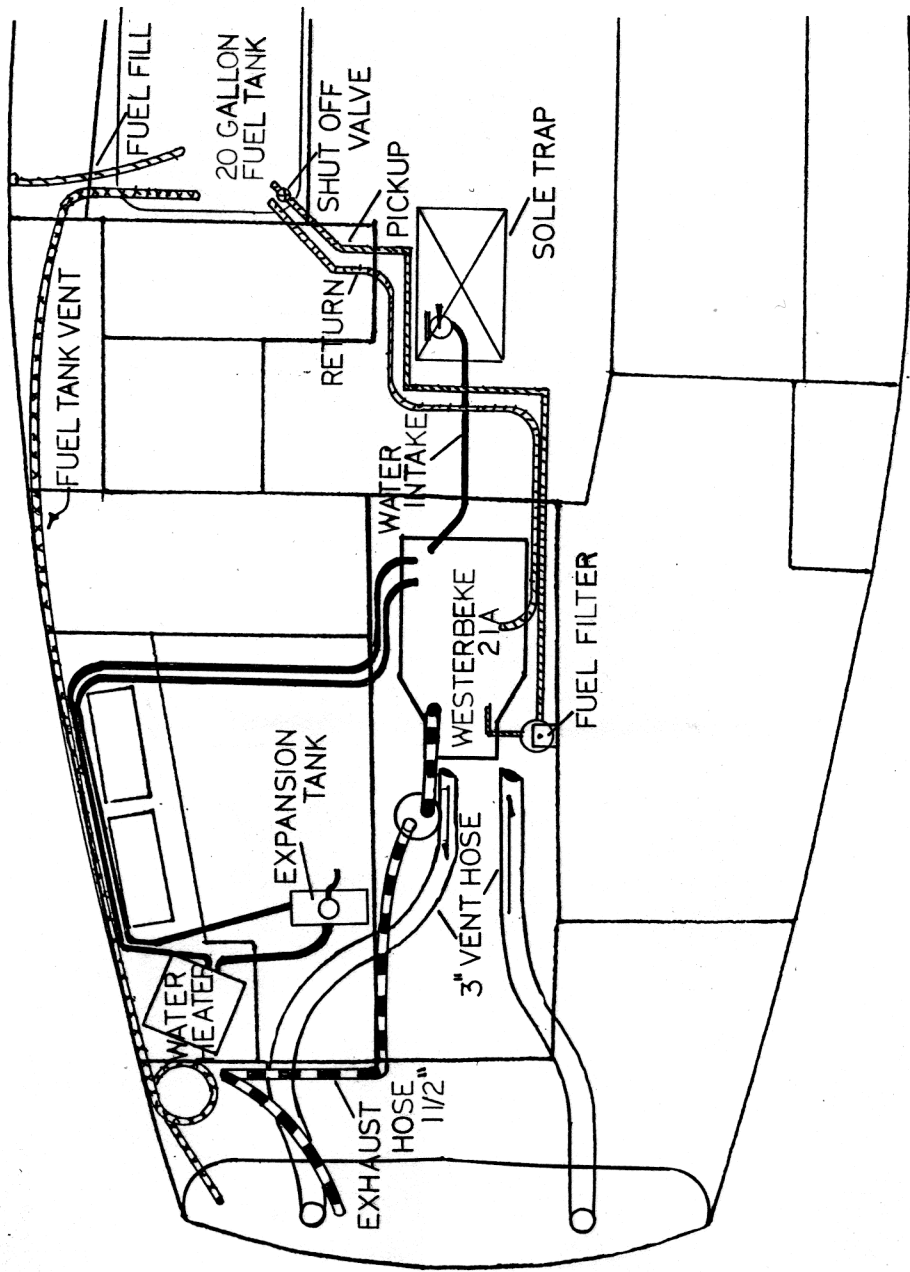 FUEL FILL
20 GALLON
FUEL TANK
SHUT OFF
VALVE
PICKUP
SOLE TRAP
FUEL TANK VENT
RETURN
WATER
INTAKE
WESTERBEKE
21A
FUEL FILTER
EXPANSION
TANK
3" VENT HOSE
WATER
HEATER
EXHAUST
HOSE
1 1/2"